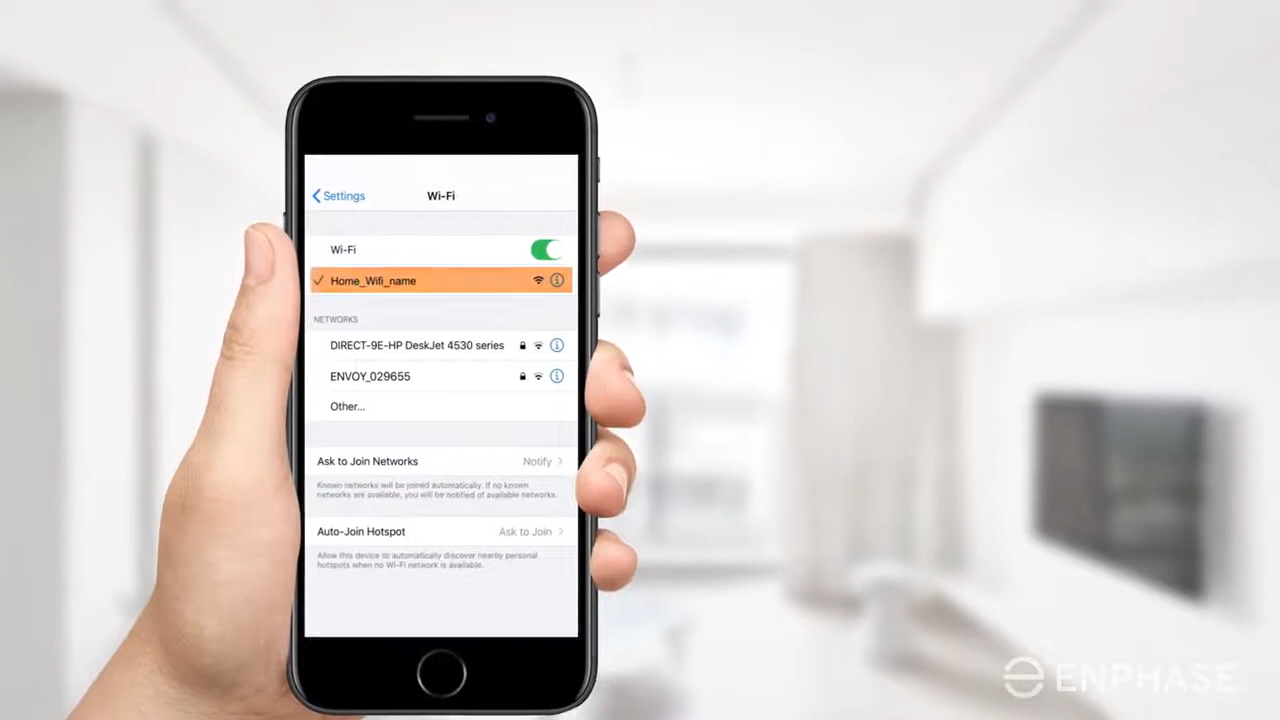 Settings
Wi-Fi
Wi-Fi
Home_Wifi_name
NETWORKS
DIRECT-9E-HP DeskJet 4530 series
ENVOY_029655
Other...
Ask to Join Networks Notify
Known networks will be joined automatically. If no known
networks are available, you will be notified of available networks.
Auto-Join Hotspot Ask to Join
Allow this device to automatically discover nearby personal
hotspots when no Wi-Fi network is available.
ENPHASE